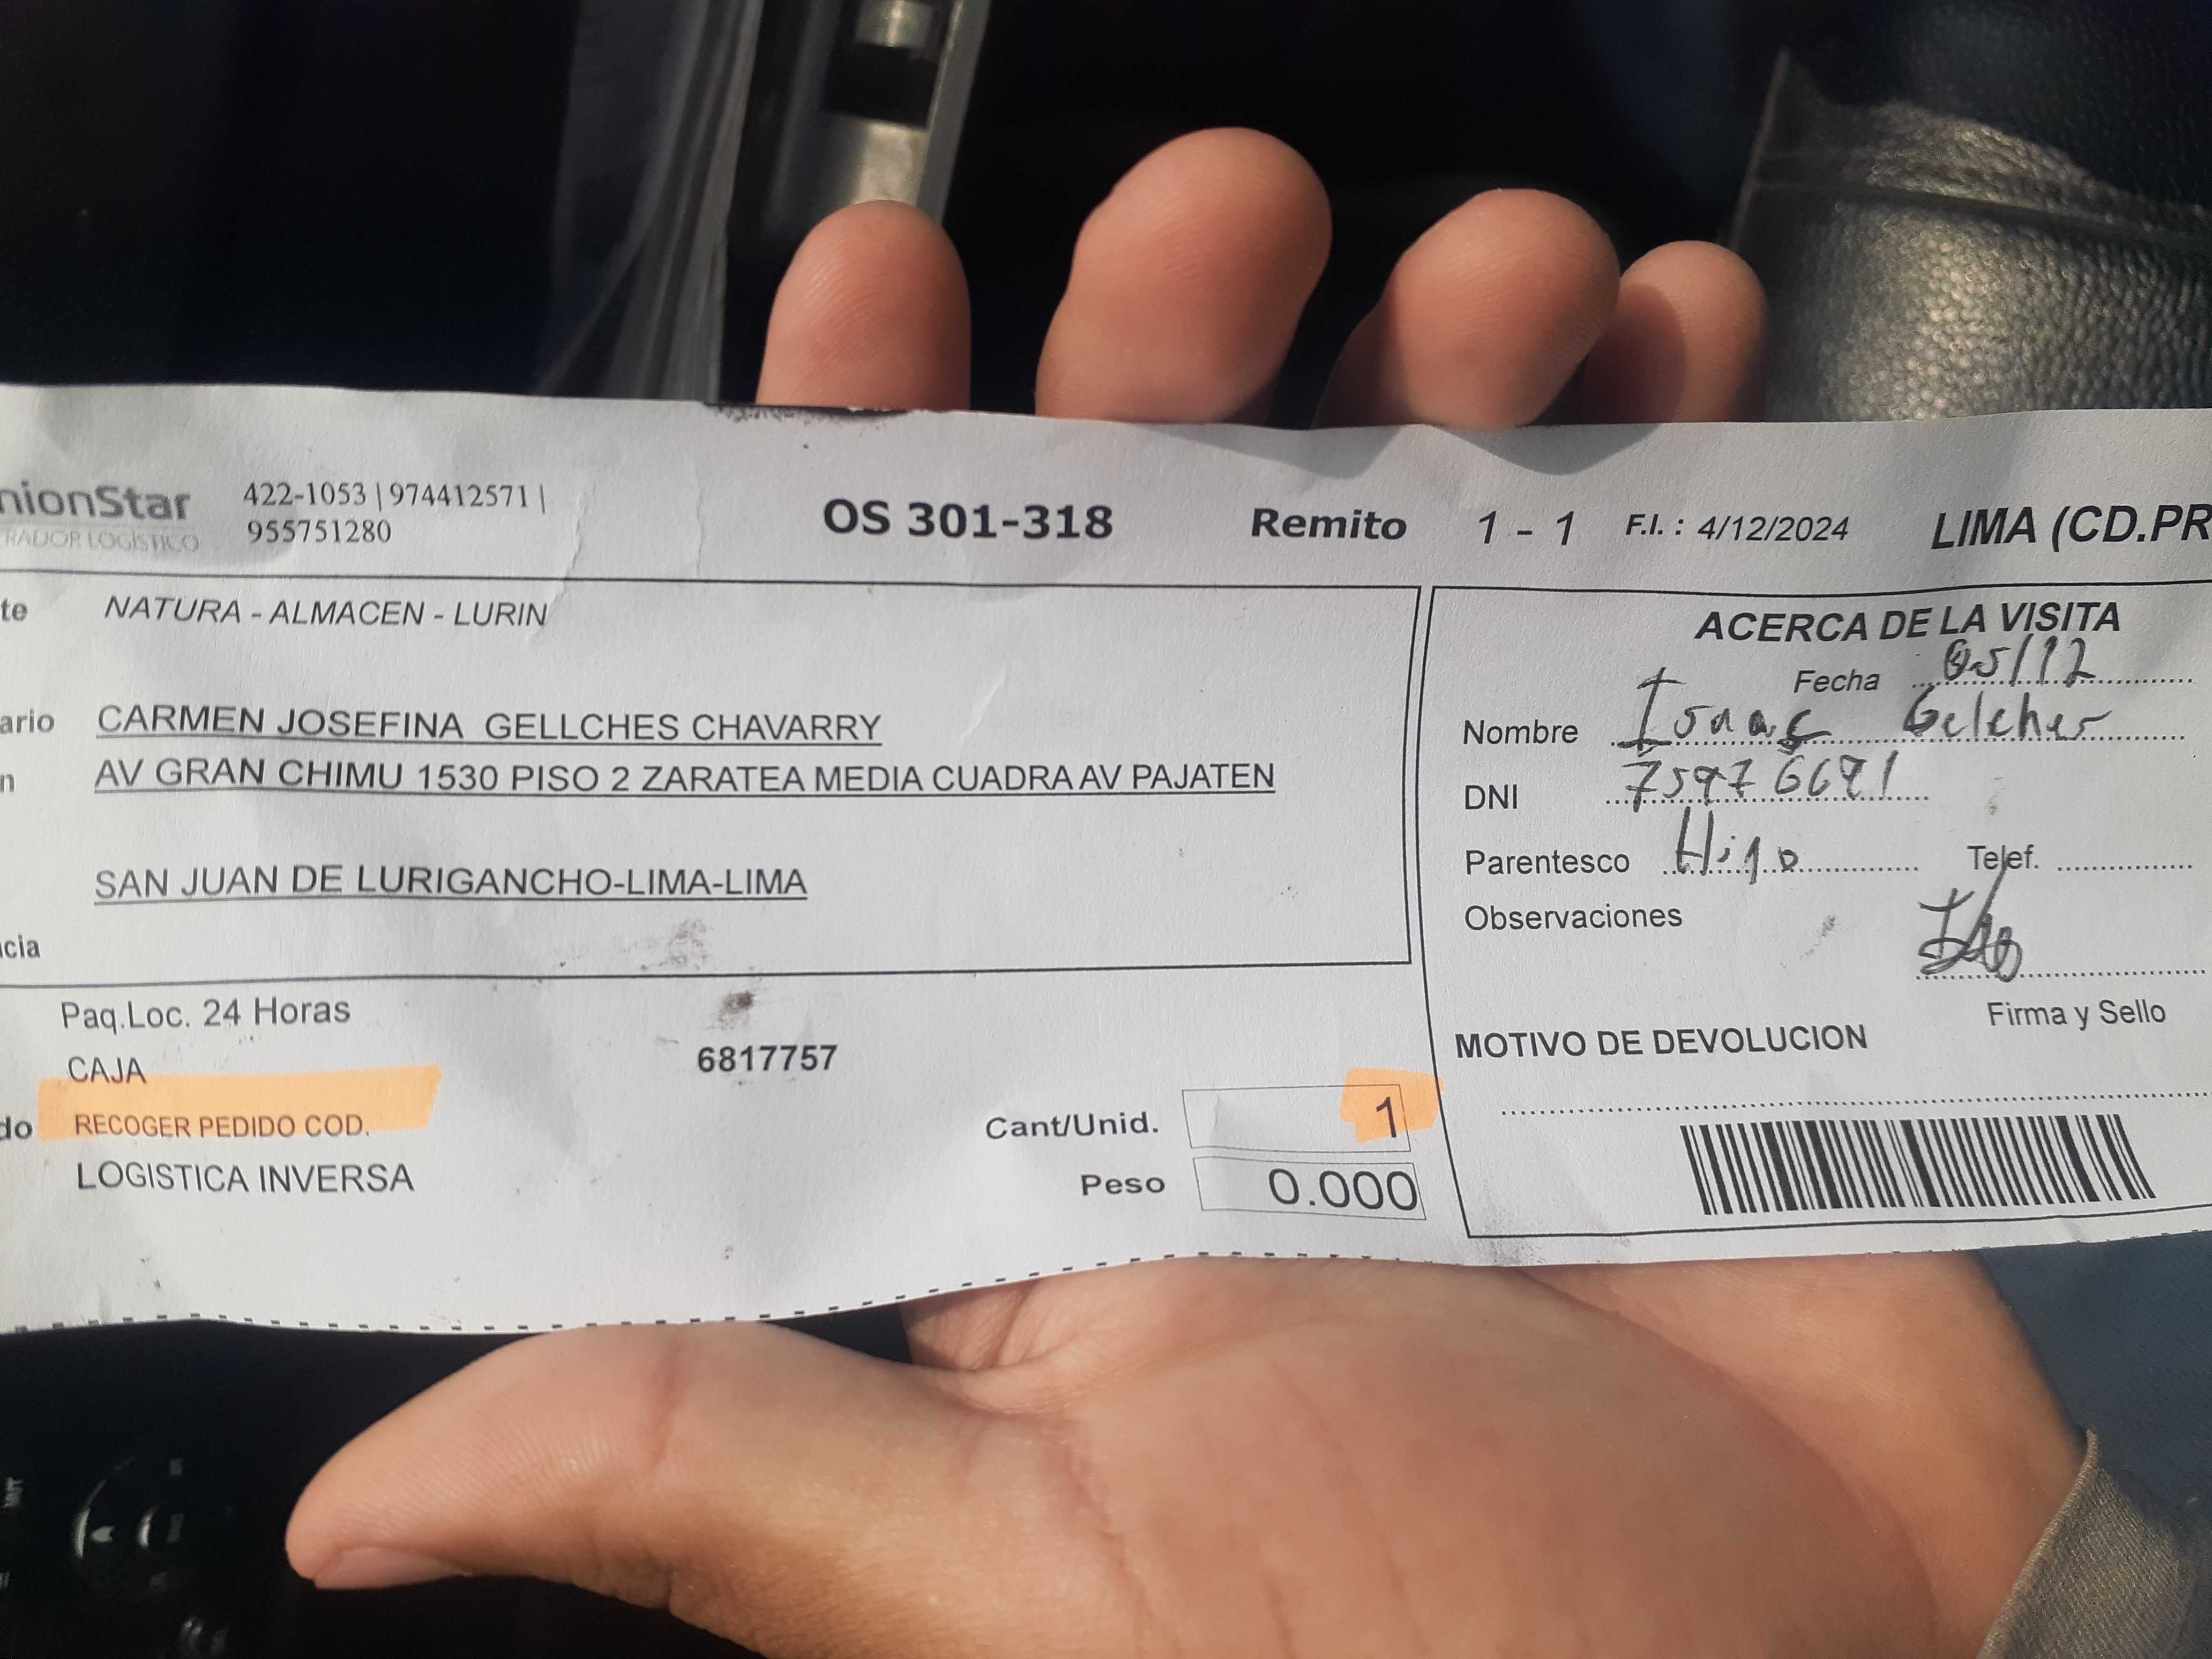 nionStar
RADOR LOGISTICO
422-1053 | 974412571 |
955751280
OS 301-318
Remito 1 - 1
F.I. : 4/12/2024
LIMA (CD.PR
te NATURA - ALMACEN - LURIN
ario CARMEN JOSEFINA GELLCHES CHAVARRY
n AV GRAN CHIMU 1530 PISO 2 ZARATEA MEDIA CUADRA AV PAJATEN
SAN JUAN DE LURIGANCHO-LIMA-LIMA
cia
Paq.Loc. 24 Horas
CAJA
6817757
do RECOGER PEDIDO COD.
Cant/Unid. 1
LOGISTICA INVERSA
Peso 0.000
ACERCA DE LA VISITA
Fecha 05/12
Nombre
DNI 75976691
Parentesco Hijo
Telef.
Observaciones
Firma y Sello
MOTIVO DE DEVOLUCION